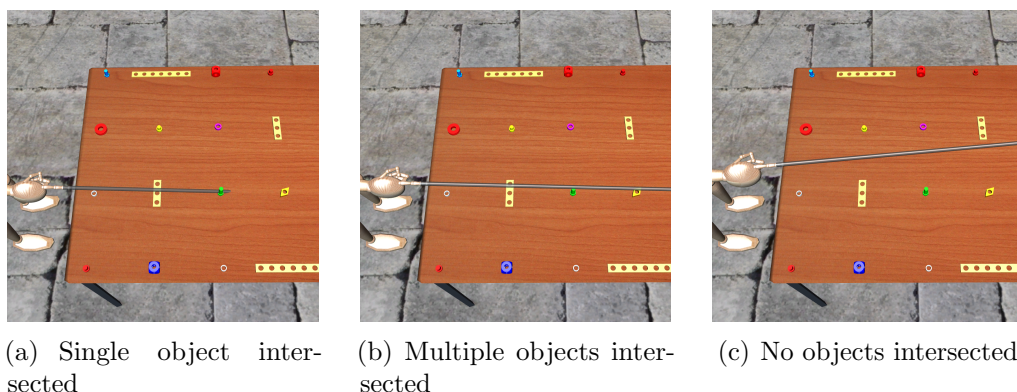 (a) Single object inter-
sected
(b) Multiple objects inter-
sected
(c) No objects intersected